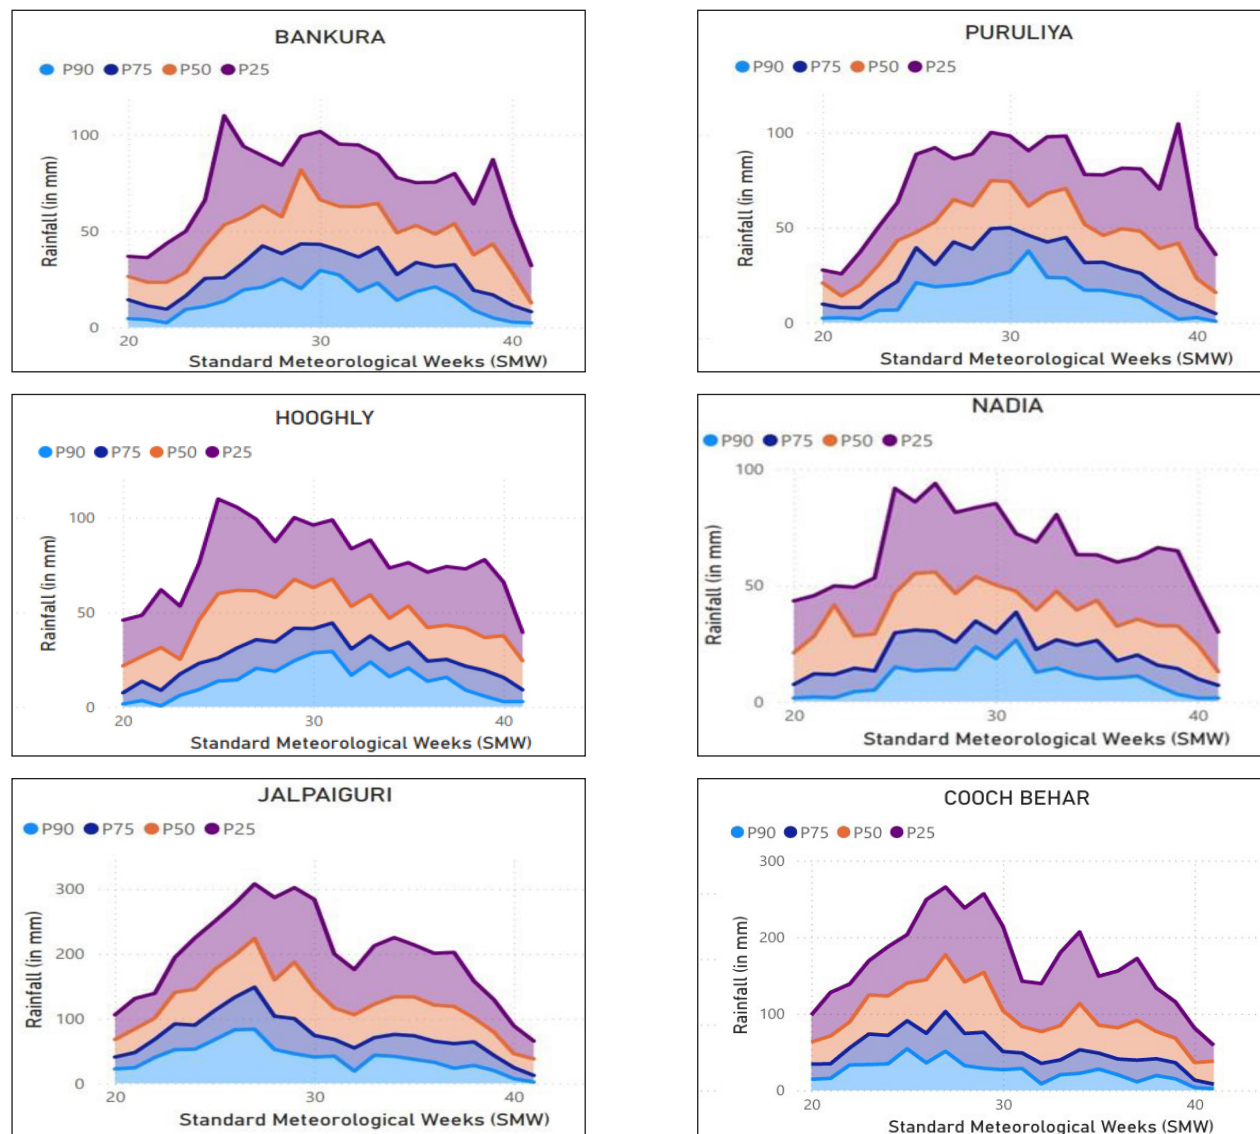 BANKURA
P90 P75 P50 P25
Rainfall (in mm)
100
50
0
20 30 40
Standard Meteorological Weeks (SMW)
PURULIYA
P90 P75 P50 P25
Rainfall (in mm)
100
50
0
20 30 40
Standard Meteorological Weeks (SMW)
HOOGHLY
P90 P75 P50 P25
Rainfall (in mm)
100
50
0
20 30 40
Standard Meteorological Weeks (SMW)
NADIA
P90 P75 P50 P25
Rainfall (in mm)
100
50
0
20 30 40
Standard Meteorological Weeks (SMW)
JALPAIGURI
P90 P75 P50 P25
Rainfall (in mm)
300
200
100
0
20 30 40
Standard Meteorological Weeks (SMW)
COOCH BEHAR
P90 P75 P50 P25
Rainfall (in mm)
300
200
100
0
20 30 40
Standard Meteorological Weeks (SMW)